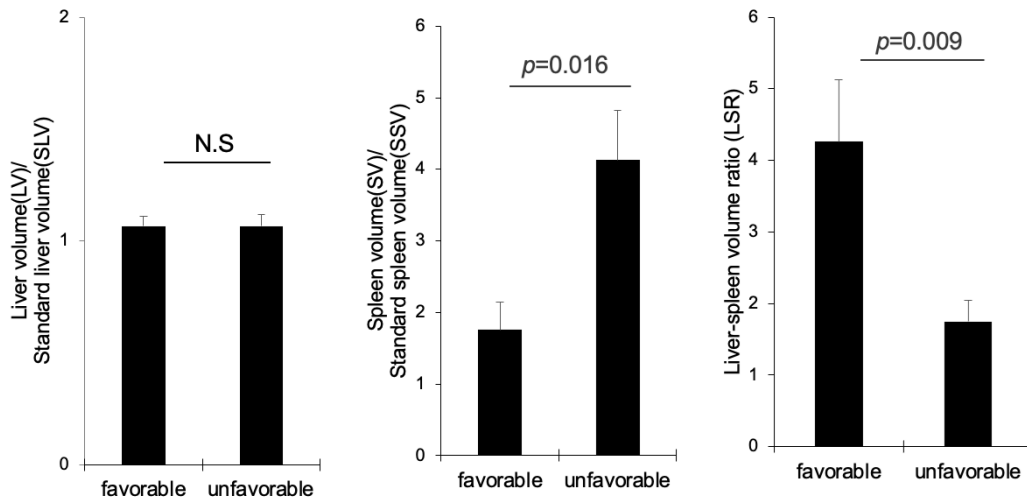 Liver volume(LV)/
Standard liver volume(SLV)
2
1
0
N.S
favorable
unfavorable
Spleen volume(SV)/
Standard spleen volume(SSV)
6
5
4
3
2
1
0
p=0.016
favorable
unfavorable
Liver-spleen volume ratio (LSR)
6
5
4
3
2
1
0
p=0.009
favorable
unfavorable